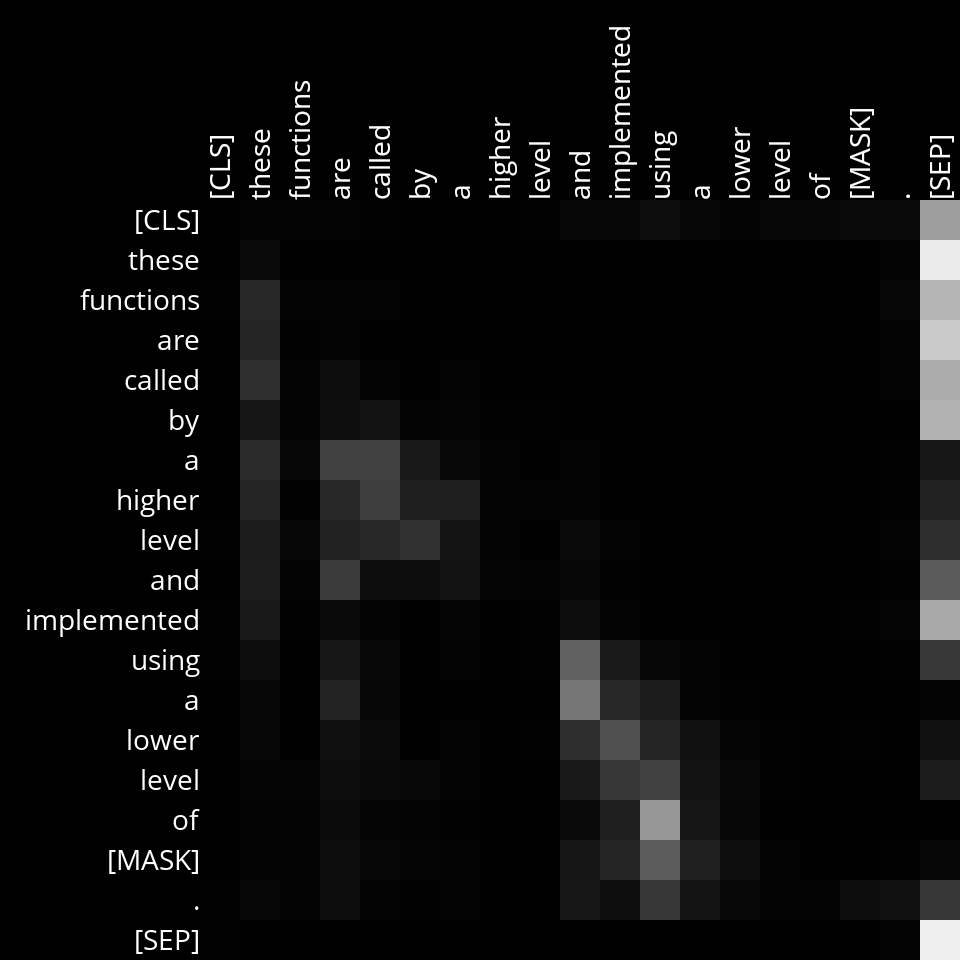 [CLS]
these
functions
are
called
by
a
higher
level
and
implemented
using
a
lower
level
of
[MASK]
.
[SEP]
[CLS]
these
functions
are
called
by
a
higher
level
and
implemented
using
a
lower
level
of
[MASK]
.
[SEP]